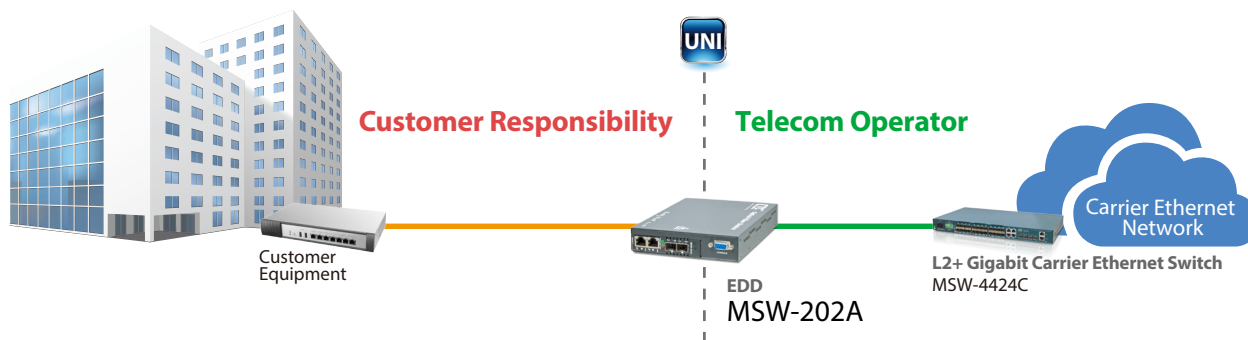 UNI
Customer Responsibility
Telecom Operator
Customer
Equipment
EDD
MSW-202A
L2+ Gigabit Carrier Ethernet Switch
MSW-4424C
Carrier Ethernet
Network